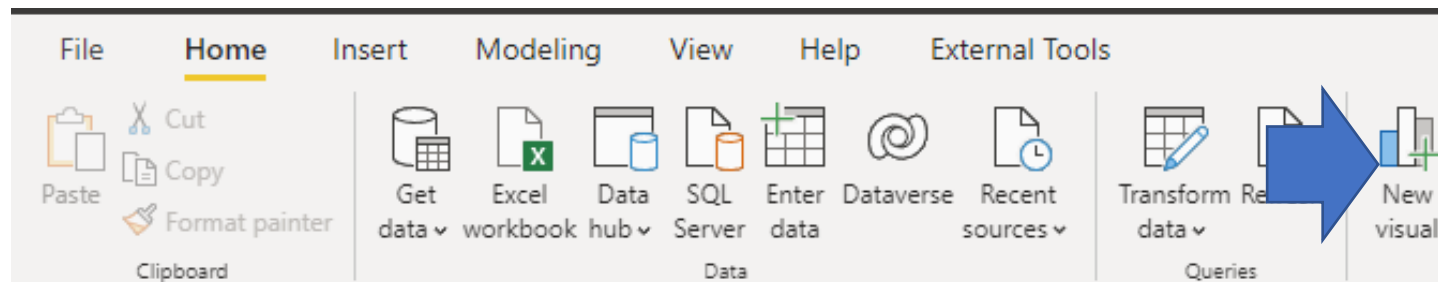 File Home Insert Modeling View Help External Tools
Cut
Copy
Paste
Format painter
Clipboard
Get data
Excel workbook
Data hub
SQL Server
Enter data
Dataverse
Recent sources
Data
Transform data
Queries
New visual